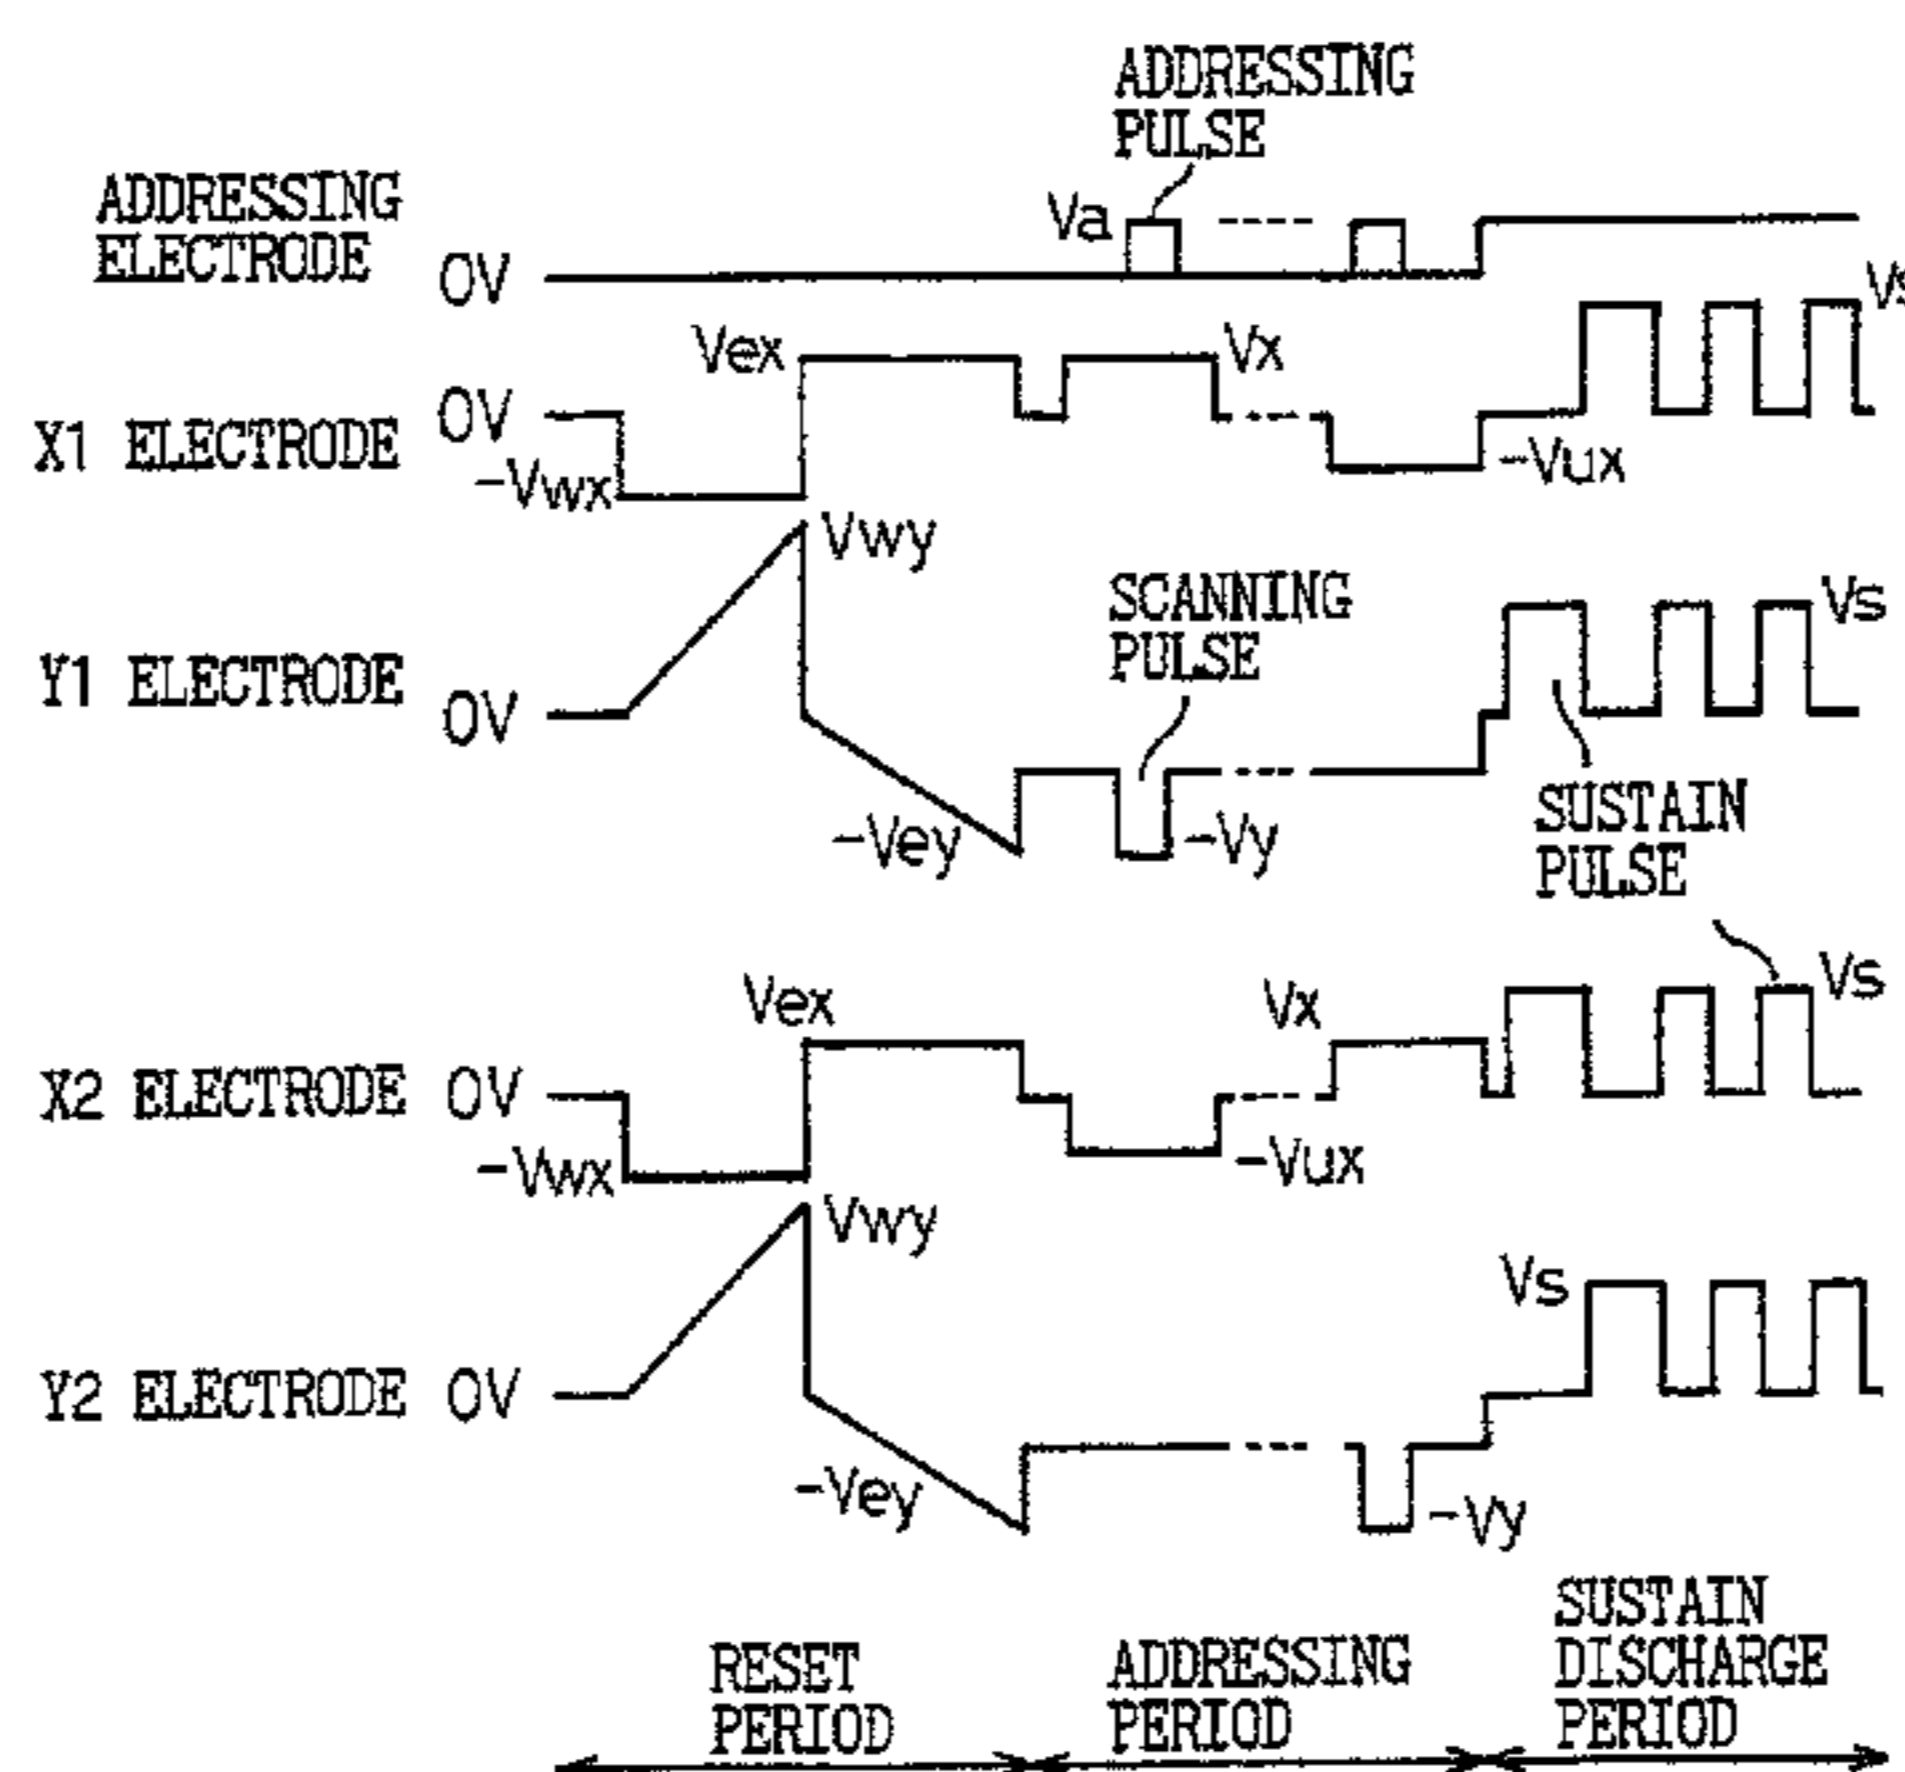 ADDRESSING
PULSE
ADDRESSING
ELECTRODE
0V
Va
Vs
X1 ELECTRODE
0V
-Vwx
Vex
Vx
-Vux
Y1 ELECTRODE
0V
Vwy
-Vey
SCANNING
PULSE
-Vy
Vs
SUSTAIN
PULSE
X2 ELECTRODE
0V
-Vwx
Vex
Vx
-Vux
Vs
Y2 ELECTRODE
0V
Vwy
-Vey
-Vy
Vs
RESET
PERIOD
ADDRESSING
PERIOD
SUSTAIN
DISCHARGE
PERIOD